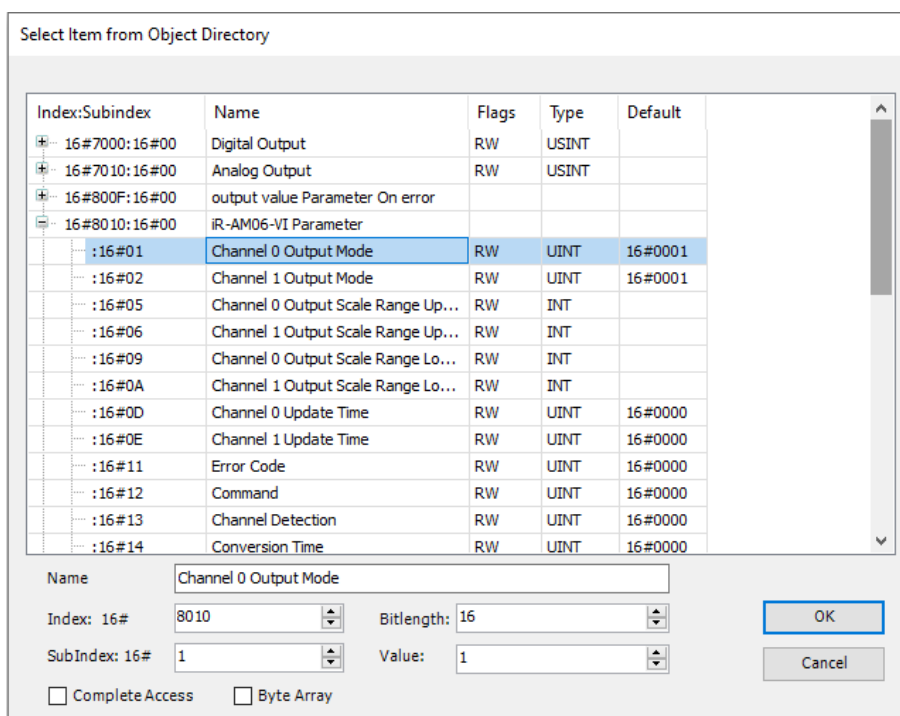 Select Item from Object Directory
Index:Subindex Name Flags Type Default
16#7000:16#00 Digital Output RW USINT
16#7010:16#00 Analog Output RW USINT
16#800F:16#00 output value Parameter On error
16#8010:16#00 iR-AM06-VI Parameter
:16#01 Channel 0 Output Mode RW UINT 16#0001
:16#02 Channel 1 Output Mode RW UINT 16#0001
:16#05 Channel 0 Output Scale Range Up... RW INT
:16#06 Channel 1 Output Scale Range Up... RW INT
:16#09 Channel 0 Output Scale Range Lo... RW INT
:16#0A Channel 1 Output Scale Range Lo... RW INT
:16#0D Channel 0 Update Time RW UINT 16#0000
:16#0E Channel 1 Update Time RW UINT 16#0000
:16#11 Error Code RW UINT 16#0000
:16#12 Command RW UINT 16#0000
:16#13 Channel Detection RW UINT 16#0000
:16#14 Conversion Time RW UINT 16#0000
Name Channel 0 Output Mode
Index: 16# 8010 Bitlength: 16 OK
SubIndex: 16# 1 Value: 1 Cancel
Complete Access Byte Array